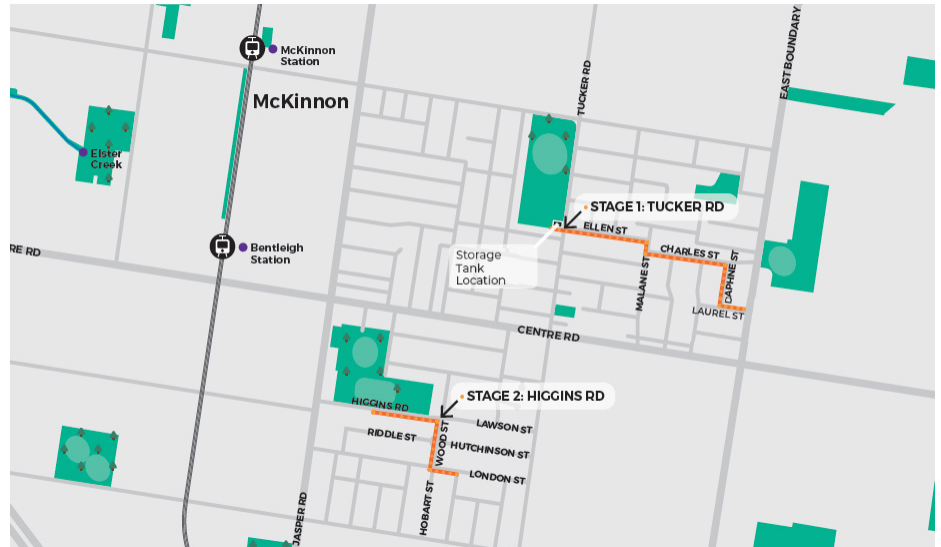 McKinnon
Station
McKinnon
TUCKER RD
EAST BOUNDARY
Elster
Creek
STAGE 1: TUCKER RD
ELLEN ST
CHARLES ST
Bentleigh
Station
RE RD
Storage
Tank
Location
MALANE ST
DAPHNE ST
LAUREL ST
CENTRE RD
STAGE 2: HIGGINS RD
HIGGINS RD
LAWSON ST
RIDDLE ST
WOOD ST
HUTCHINSON ST
LONDON ST
JASPER RD
HOBART ST